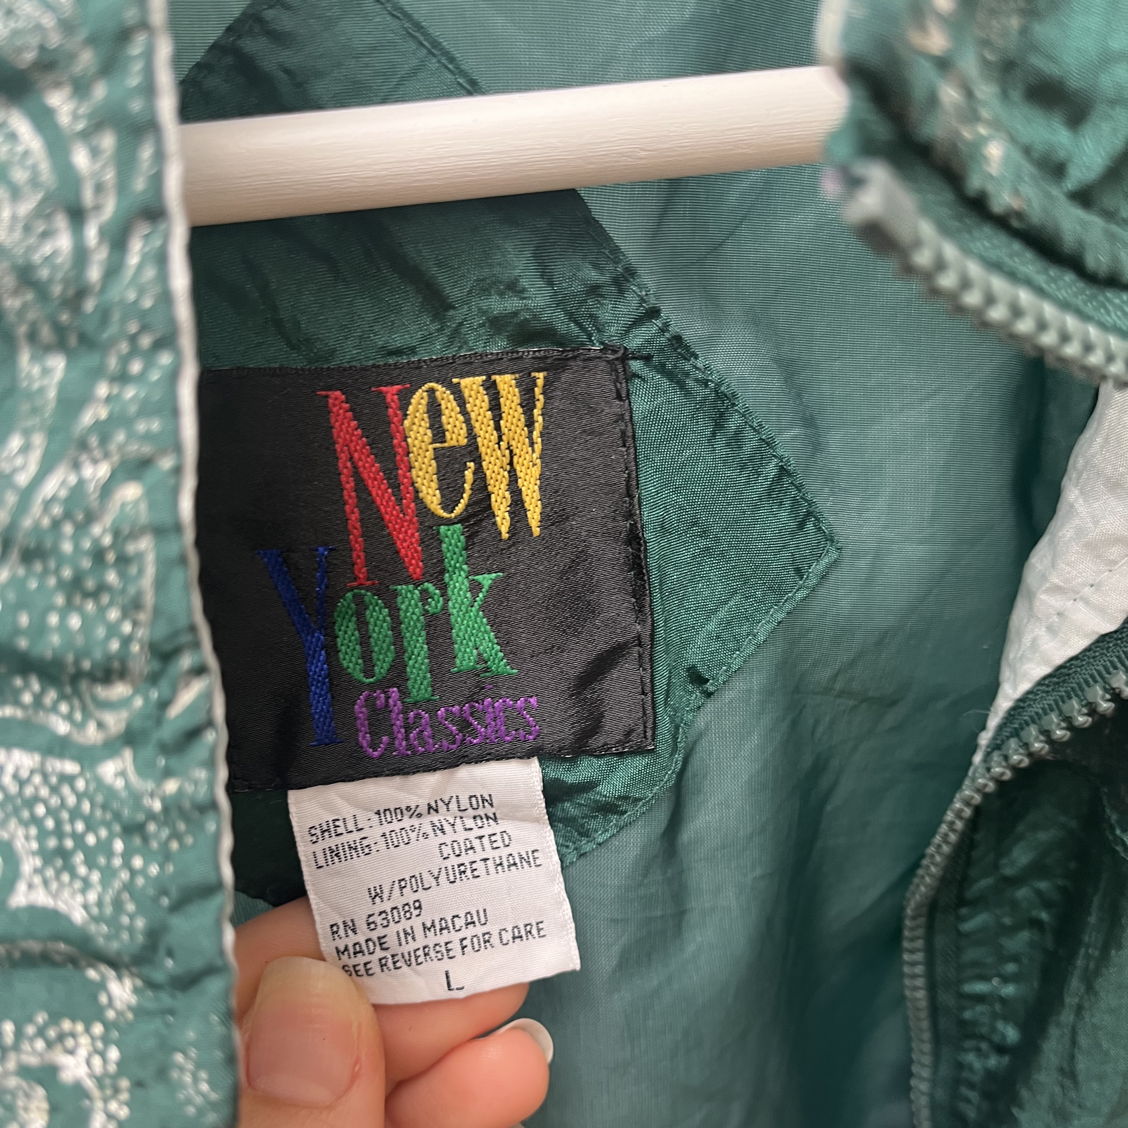 New
York
Classics
SHELL: 100% NYLON
LINING: 100% NYLON
COATED
W/POLYURETHANE
RN 63089
MADE IN MACAU
SEE REVERSE FOR CARE
L